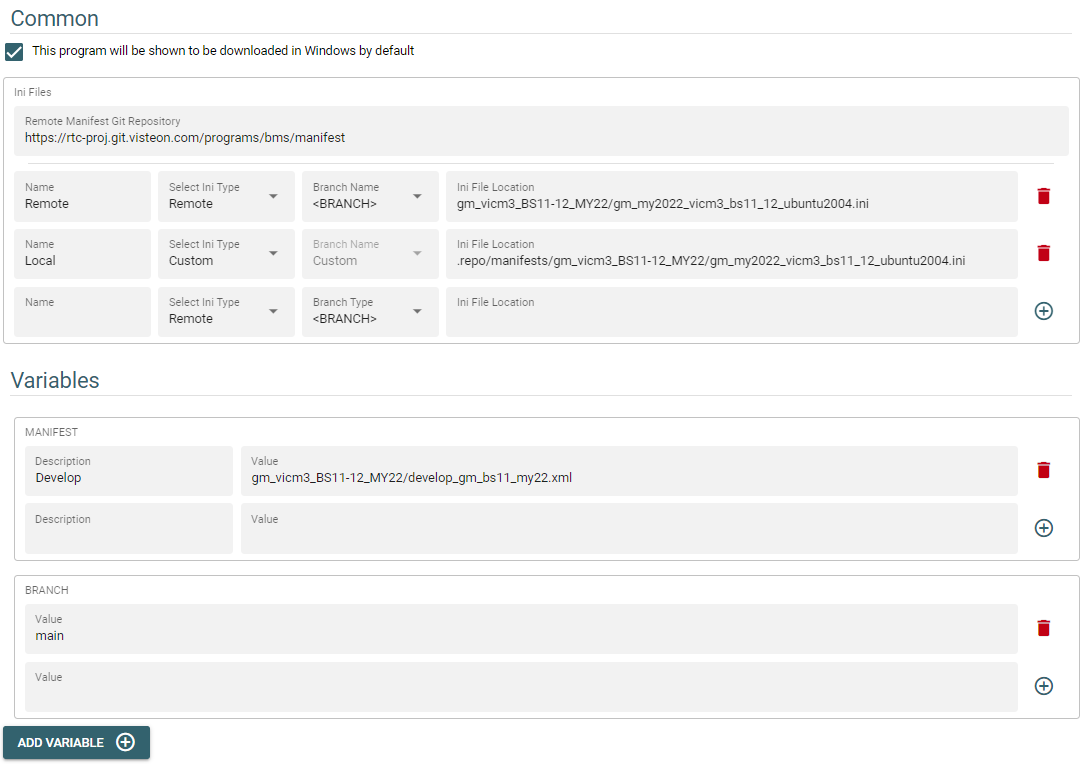 Common
This program will be shown to be downloaded in Windows by default
Ini Files
Remote Manifest Git Repository
https://rtc-proj.git.visteon.com/programs/bms/manifest
Name Select Ini Type Branch Name Ini File Location
Remote Remote <BRANCH> gm_vicm3_BS11-12_MY22/gm_my2022_vicm3_bs11_12_ubuntu2004.ini
Name Select Ini Type Branch Name Ini File Location
Local Custom Custom .repo/manifests/gm_vicm3_BS11-12_MY22/gm_my2022_vicm3_bs11_12_ubuntu2004.ini
Name Select Ini Type Branch Type Ini File Location
Remote <BRANCH>
Variables
MANIFEST
Description Value
Develop gm_vicm3_BS11-12_MY22/develop_gm_bs11_my22.xml
Description Value
BRANCH
Value
main
Value
ADD VARIABLE